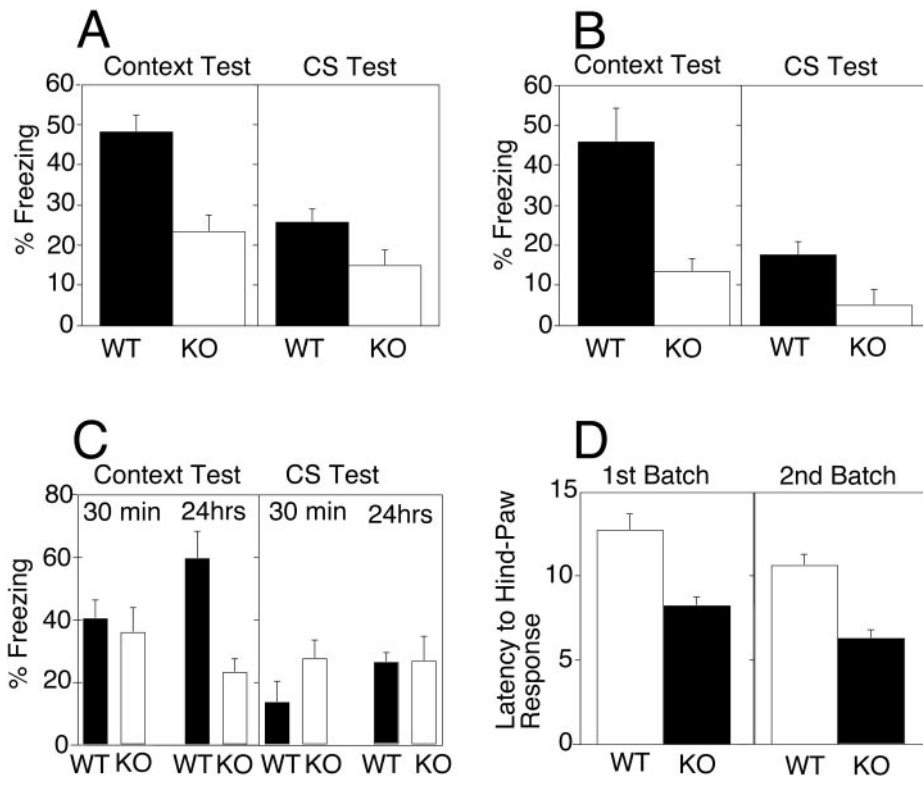 A
Context Test CS Test
% Freezing
60
50
40
30
20
10
0
WT KO WT KO
B
Context Test CS Test
% Freezing
60
50
40
30
20
10
0
WT KO WT KO
C
Context Test CS Test
30 min 24hrs 30 min 24hrs
% Freezing
80
60
40
20
0
WT KO WT KO WT KO WT KO
D
1st Batch 2nd Batch
Latency to Hind-Paw
Response
15
10
5
0
WT KO WT KO